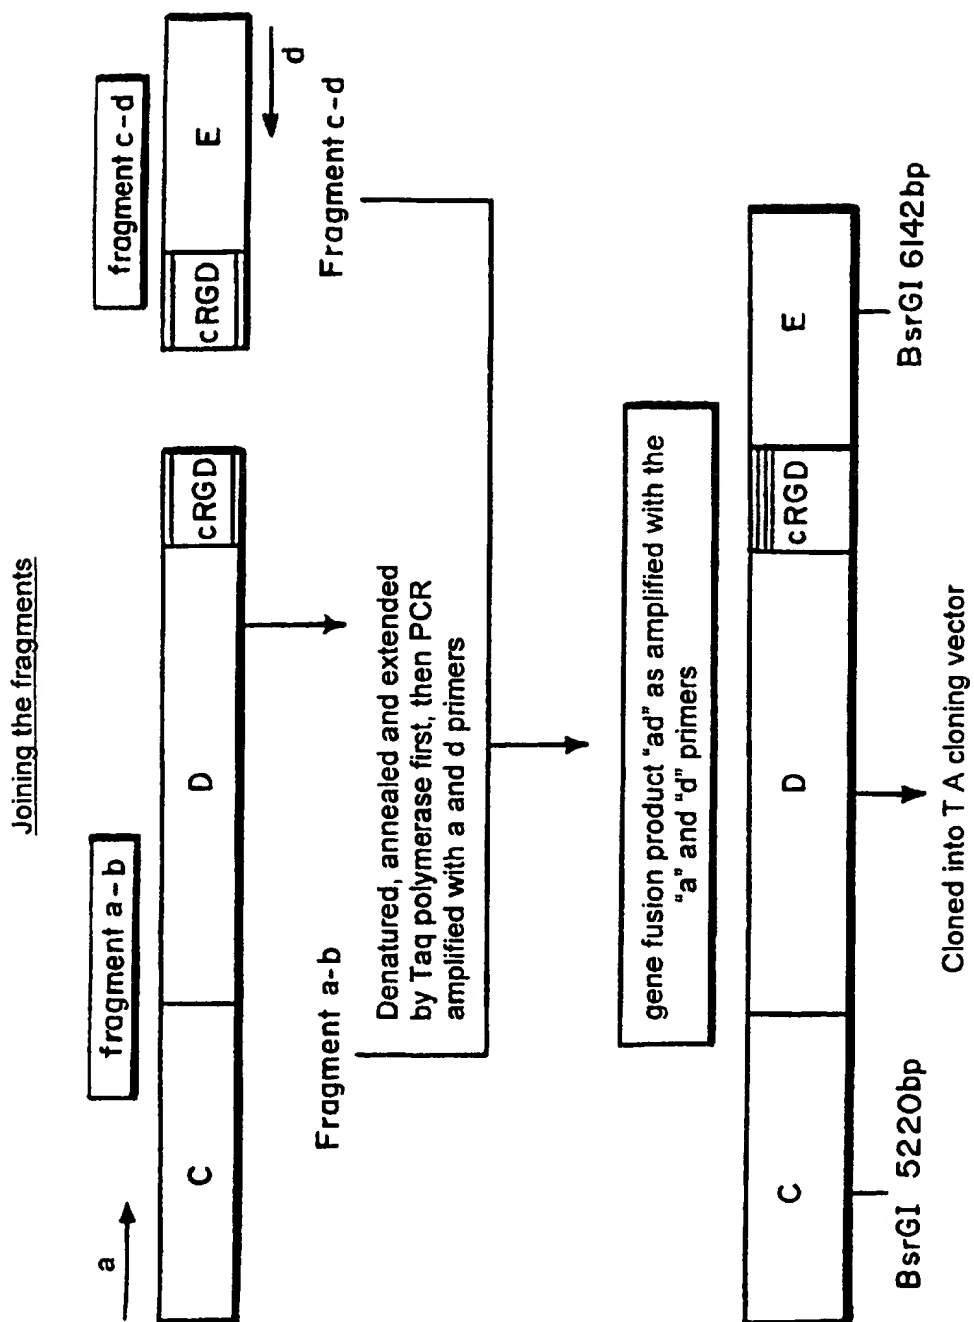 Joining the fragments
fragment a-b
fragment c-d
a
C
D
cRGD
cRGD
E
d
Fragment a-b
Fragment c-d
Denatured, annealed and extended
by Taq polymerase first, then PCR
amplified with a and d primers
gene fusion product "ad" as amplified with the
"a" and "d" primers
C
D
cRGD
E
BsrGI 5220bp
BsrGI 6142bp
Cloned into T A cloning vector